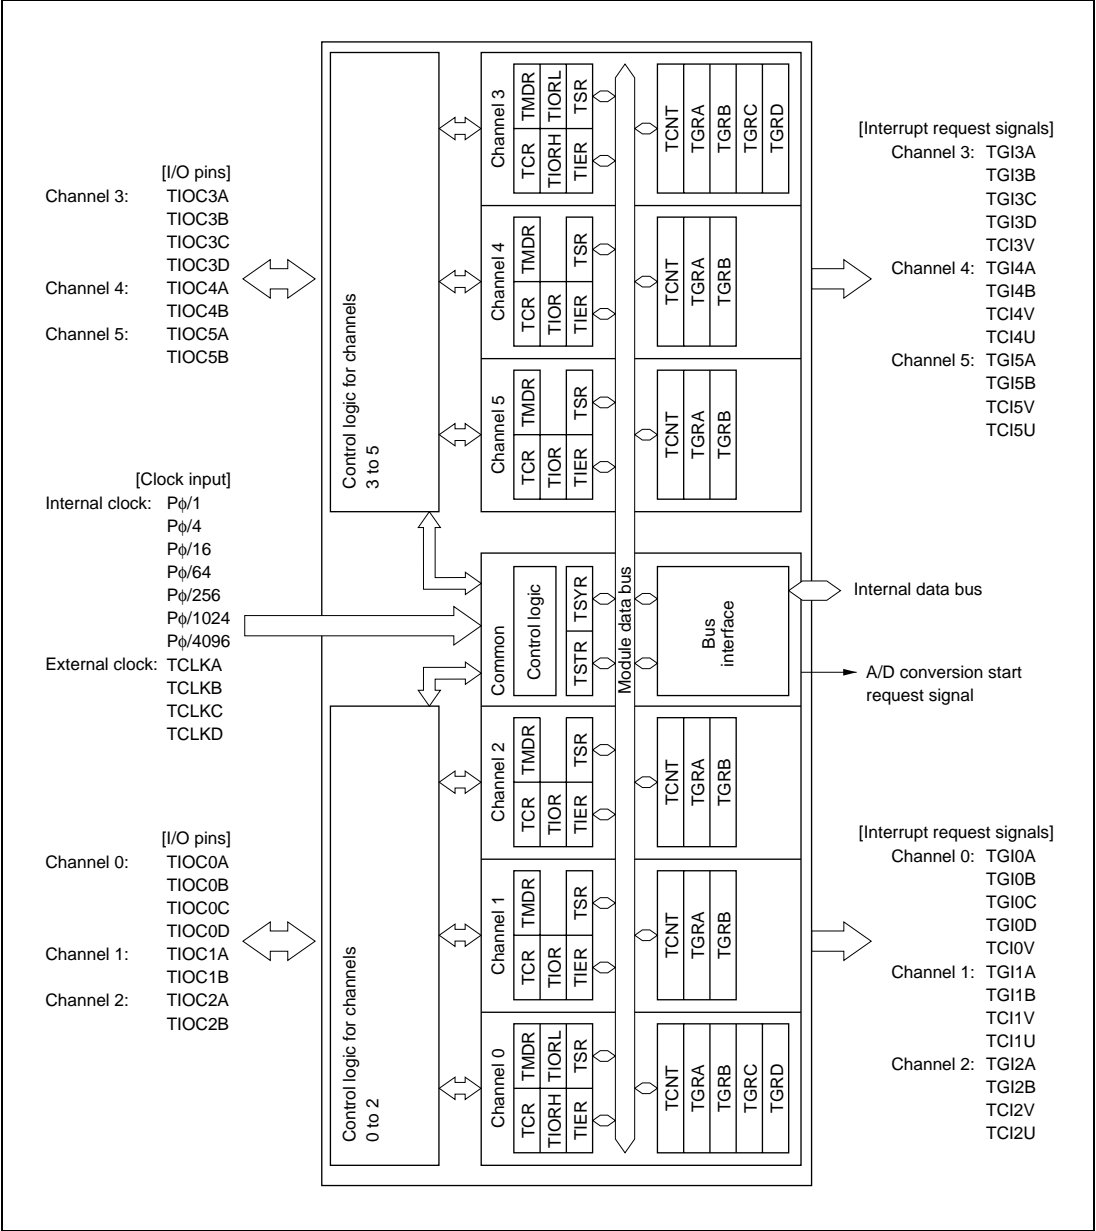 [I/O pins]
Channel 3: TIOC3A
TIOC3B
TIOC3C
TIOC3D
Channel 4: TIOC4A
TIOC4B
Channel 5: TIOC5A
TIOC5B
[Clock input]
Internal clock: Pϕ/1
Pϕ/4
Pϕ/16
Pϕ/64
Pϕ/256
Pϕ/1024
Pϕ/4096
External clock: TCLKA
TCLKB
TCLKC
TCLKD
[I/O pins]
Channel 0: TIOC0A
TIOC0B
TIOC0C
TIOC0D
Channel 1: TIOC1A
TIOC1B
Channel 2: TIOC2A
TIOC2B
Control logic for channels
3 to 5
Control logic for channels
0 to 2
Channel 3
TCR TMDR
TIORH TIORL
TIER TSR
TCNT
TGRA
TGRB
TGRC
TGRD
Channel 4
TCR TMDR
TIOR
TIER TSR
TCNT
TGRA
TGRB
Channel 5
TCR TMDR
TIOR
TIER TSR
TCNT
TGRA
TGRB
Common
Control logic
TSTR TSYR
Module data bus
Bus
interface
Channel 2
TCR TMDR
TIOR
TIER TSR
TCNT
TGRA
TGRB
Channel 1
TCR TMDR
TIOR
TIER TSR
TCNT
TGRA
TGRB
Channel 0
TCR TMDR
TIORH TIORL
TIER TSR
TCNT
TGRA
TGRB
TGRC
TGRD
[Interrupt request signals]
Channel 3: TGI3A
TGI3B
TGI3C
TGI3D
TCI3V
Channel 4: TGI4A
TGI4B
TCI4V
TCI4U
Channel 5: TGI5A
TGI5B
TCI5V
TCI5U
Internal data bus
A/D conversion start
request signal
[Interrupt request signals]
Channel 0: TGI0A
TGI0B
TGI0C
TGI0D
TCI0V
Channel 1: TGI1A
TGI1B
TCI1V
TCI1U
Channel 2: TGI2A
TGI2B
TCI2V
TCI2U